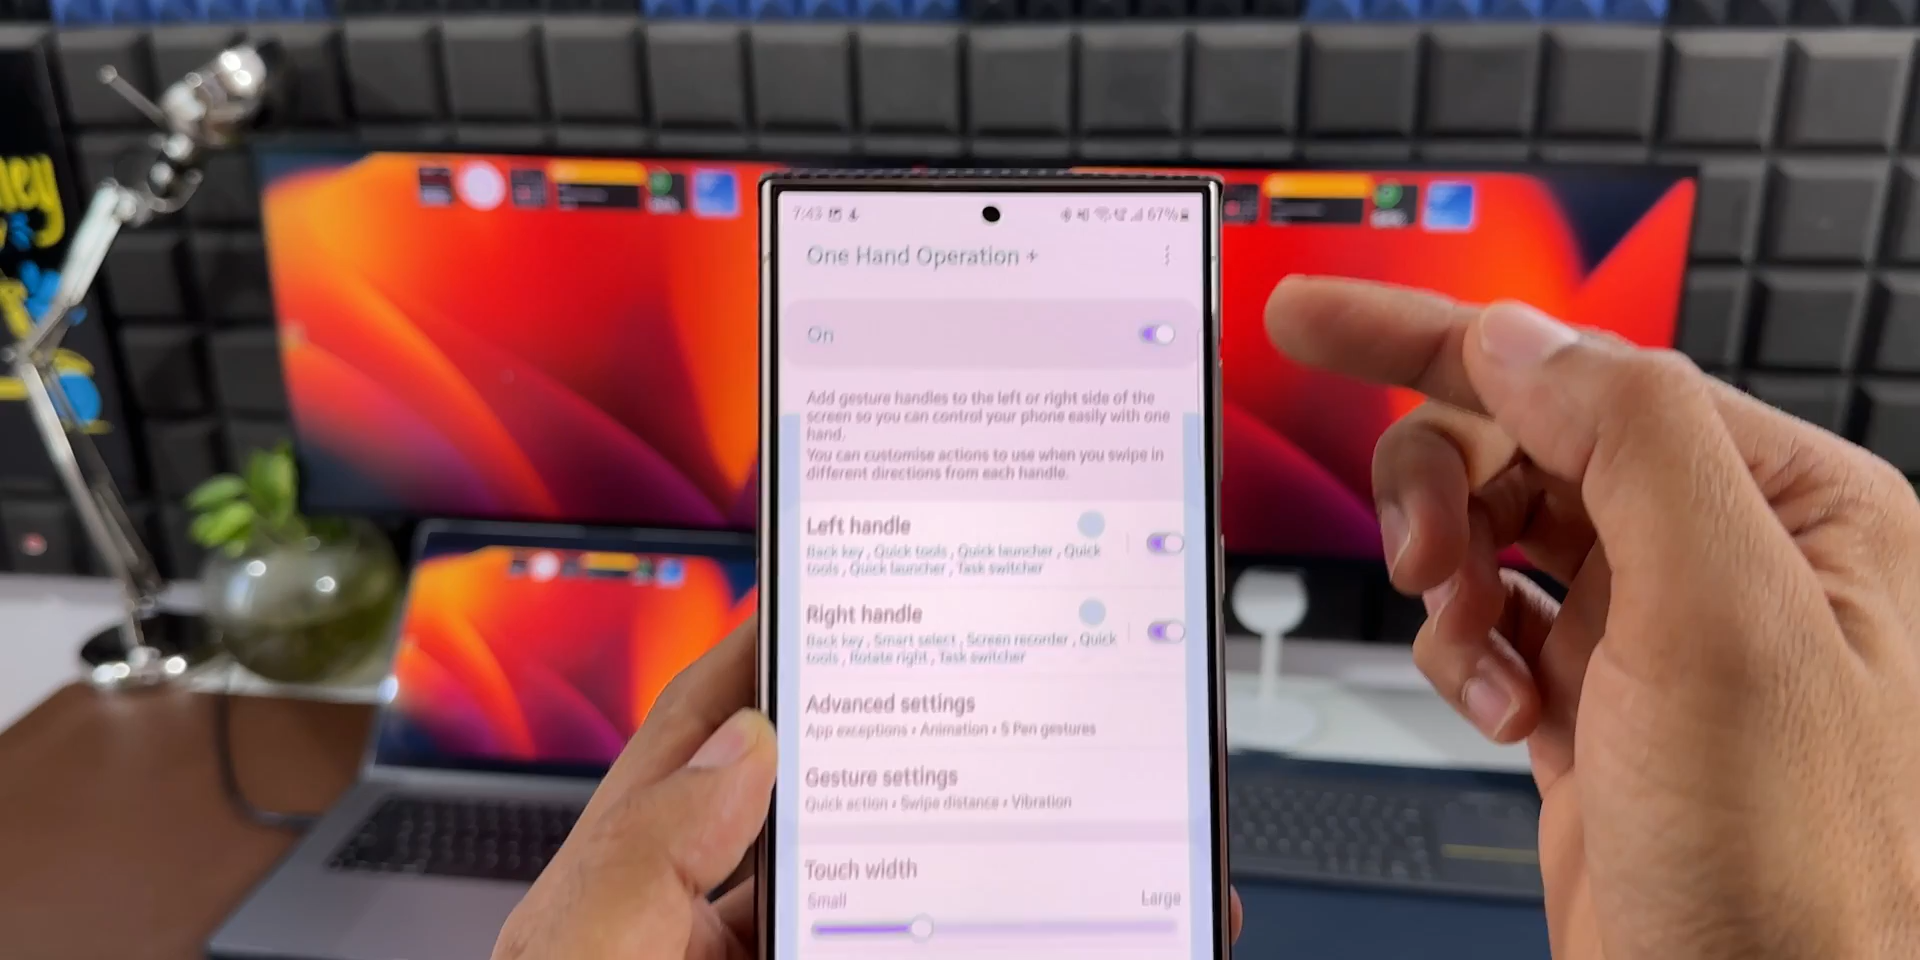 7:43
67%
One Hand Operation +
On
Add gesture handles to the left or right side of the
screen so you can control your phone easily with one
hand.
You can customise actions to use when you swipe in
different directions from each handle.
Left handle
Back key , Quick tools , Quick launcher , Quick
tools , Quick launcher , Task switcher
Right handle
Back key , Smart select , Screen recorder , Quick
tools , Rotate right , Task switcher
Advanced settings
App exceptions • Animation • S Pen gestures
Gesture settings
Quick action • Swipe distance • Vibration
Touch width
Small
Large